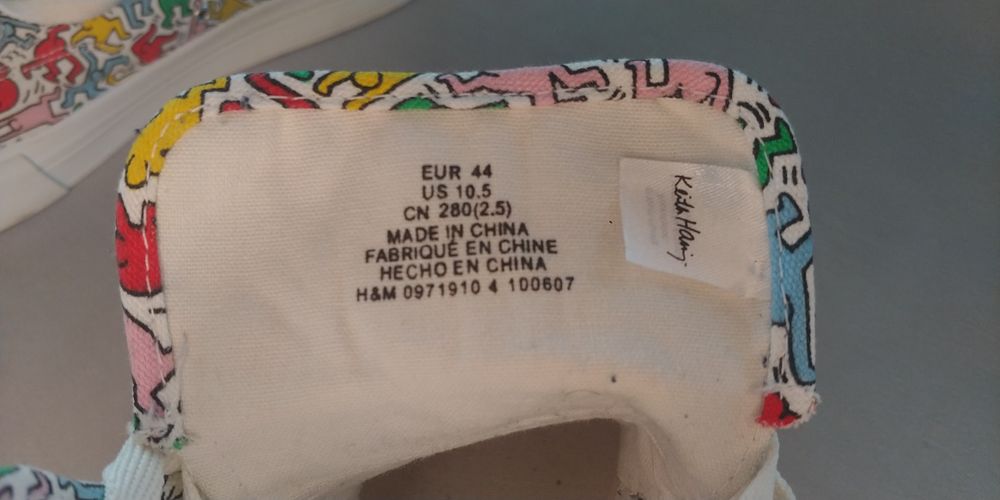 EUR 44
US 10.5
CN 280(2.5)
MADE IN CHINA
FABRIQUÉ EN CHINE
HECHO EN CHINA
H&M 0971910 4 100607
Keith Haring